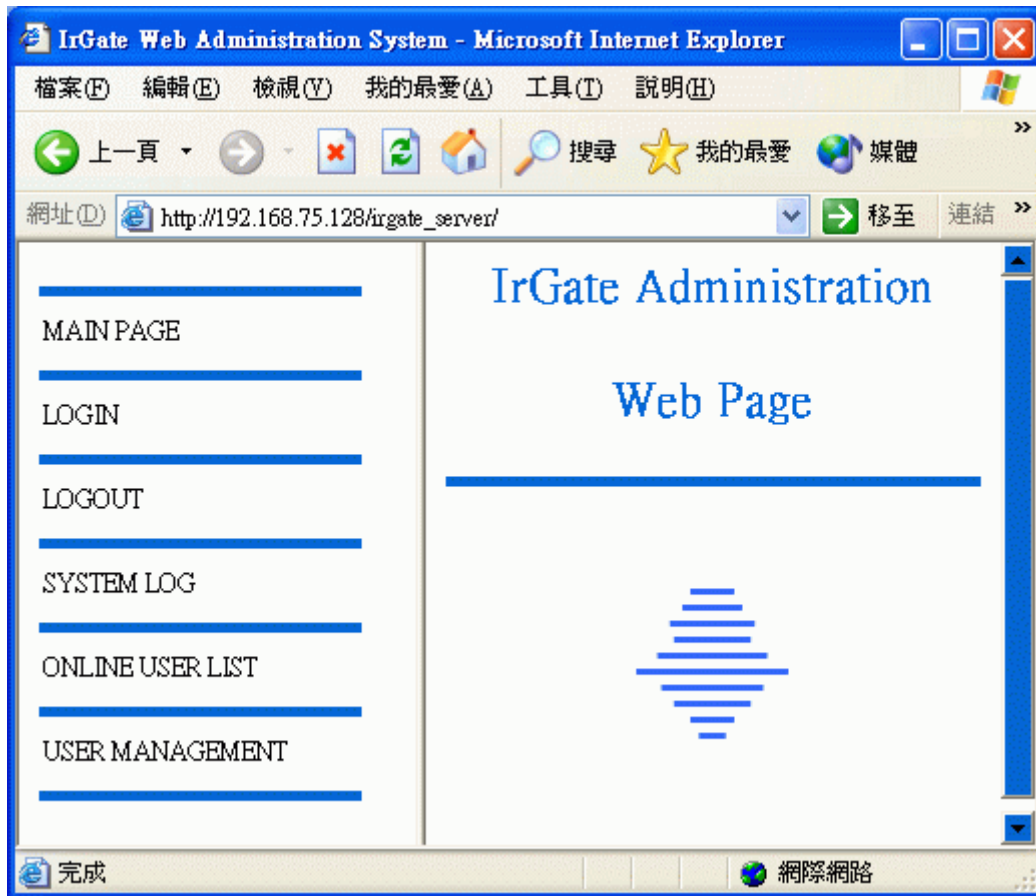 IrGate Web Administration System - Microsoft Internet Explorer
檔案(F) 編輯(E) 檢視(V) 我的最愛(A) 工具(T) 說明(H)
上一頁 搜尋 我的最愛 媒體 »
網址(D) http://192.168.75.128/irgate_server/ 移至 連結 »
MAIN PAGE
LOGIN
LOGOUT
SYSTEM LOG
ONLINE USER LIST
USER MANAGEMENT
IrGate Administration
Web Page
完成 網際網路